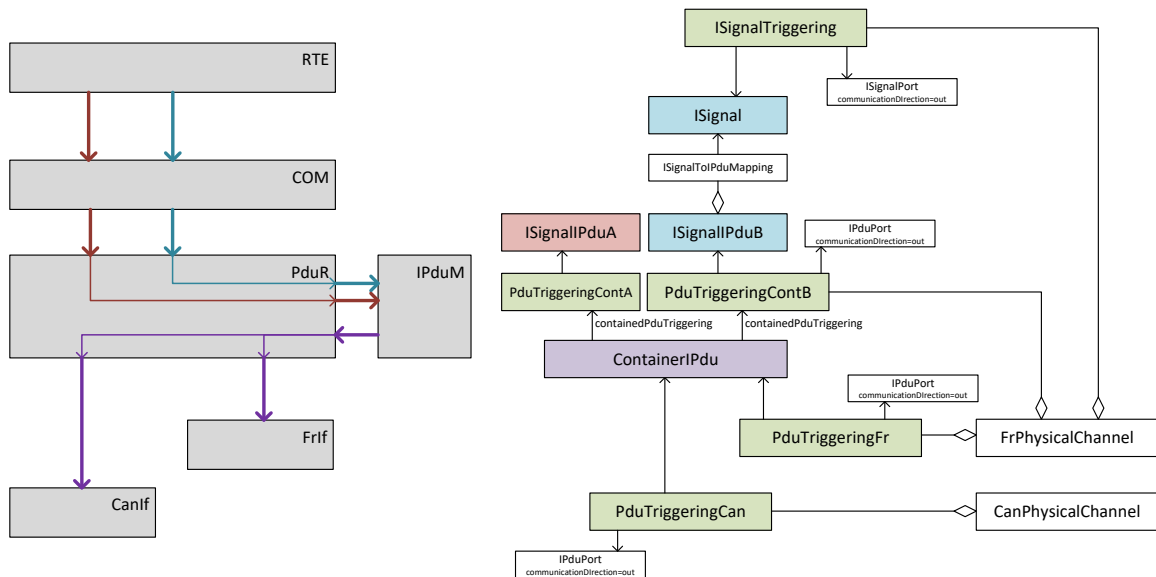 RTE
COM
PduR
IPduM
FrIf
CanIf
ISignalTriggering
ISignalPort
communicationDIrection=out
ISignal
ISignalToIPduMapping
ISignalIPduA
ISignalIPduB
IPduPort
communicationDIrection=out
PduTriggeringContA
PduTriggeringContB
containedPduTriggering
containedPduTriggering
ContainerIPdu
IPduPort
communicationDIrection=out
PduTriggeringFr
FrPhysicalChannel
PduTriggeringCan
CanPhysicalChannel
IPduPort
communicationDIrection=out